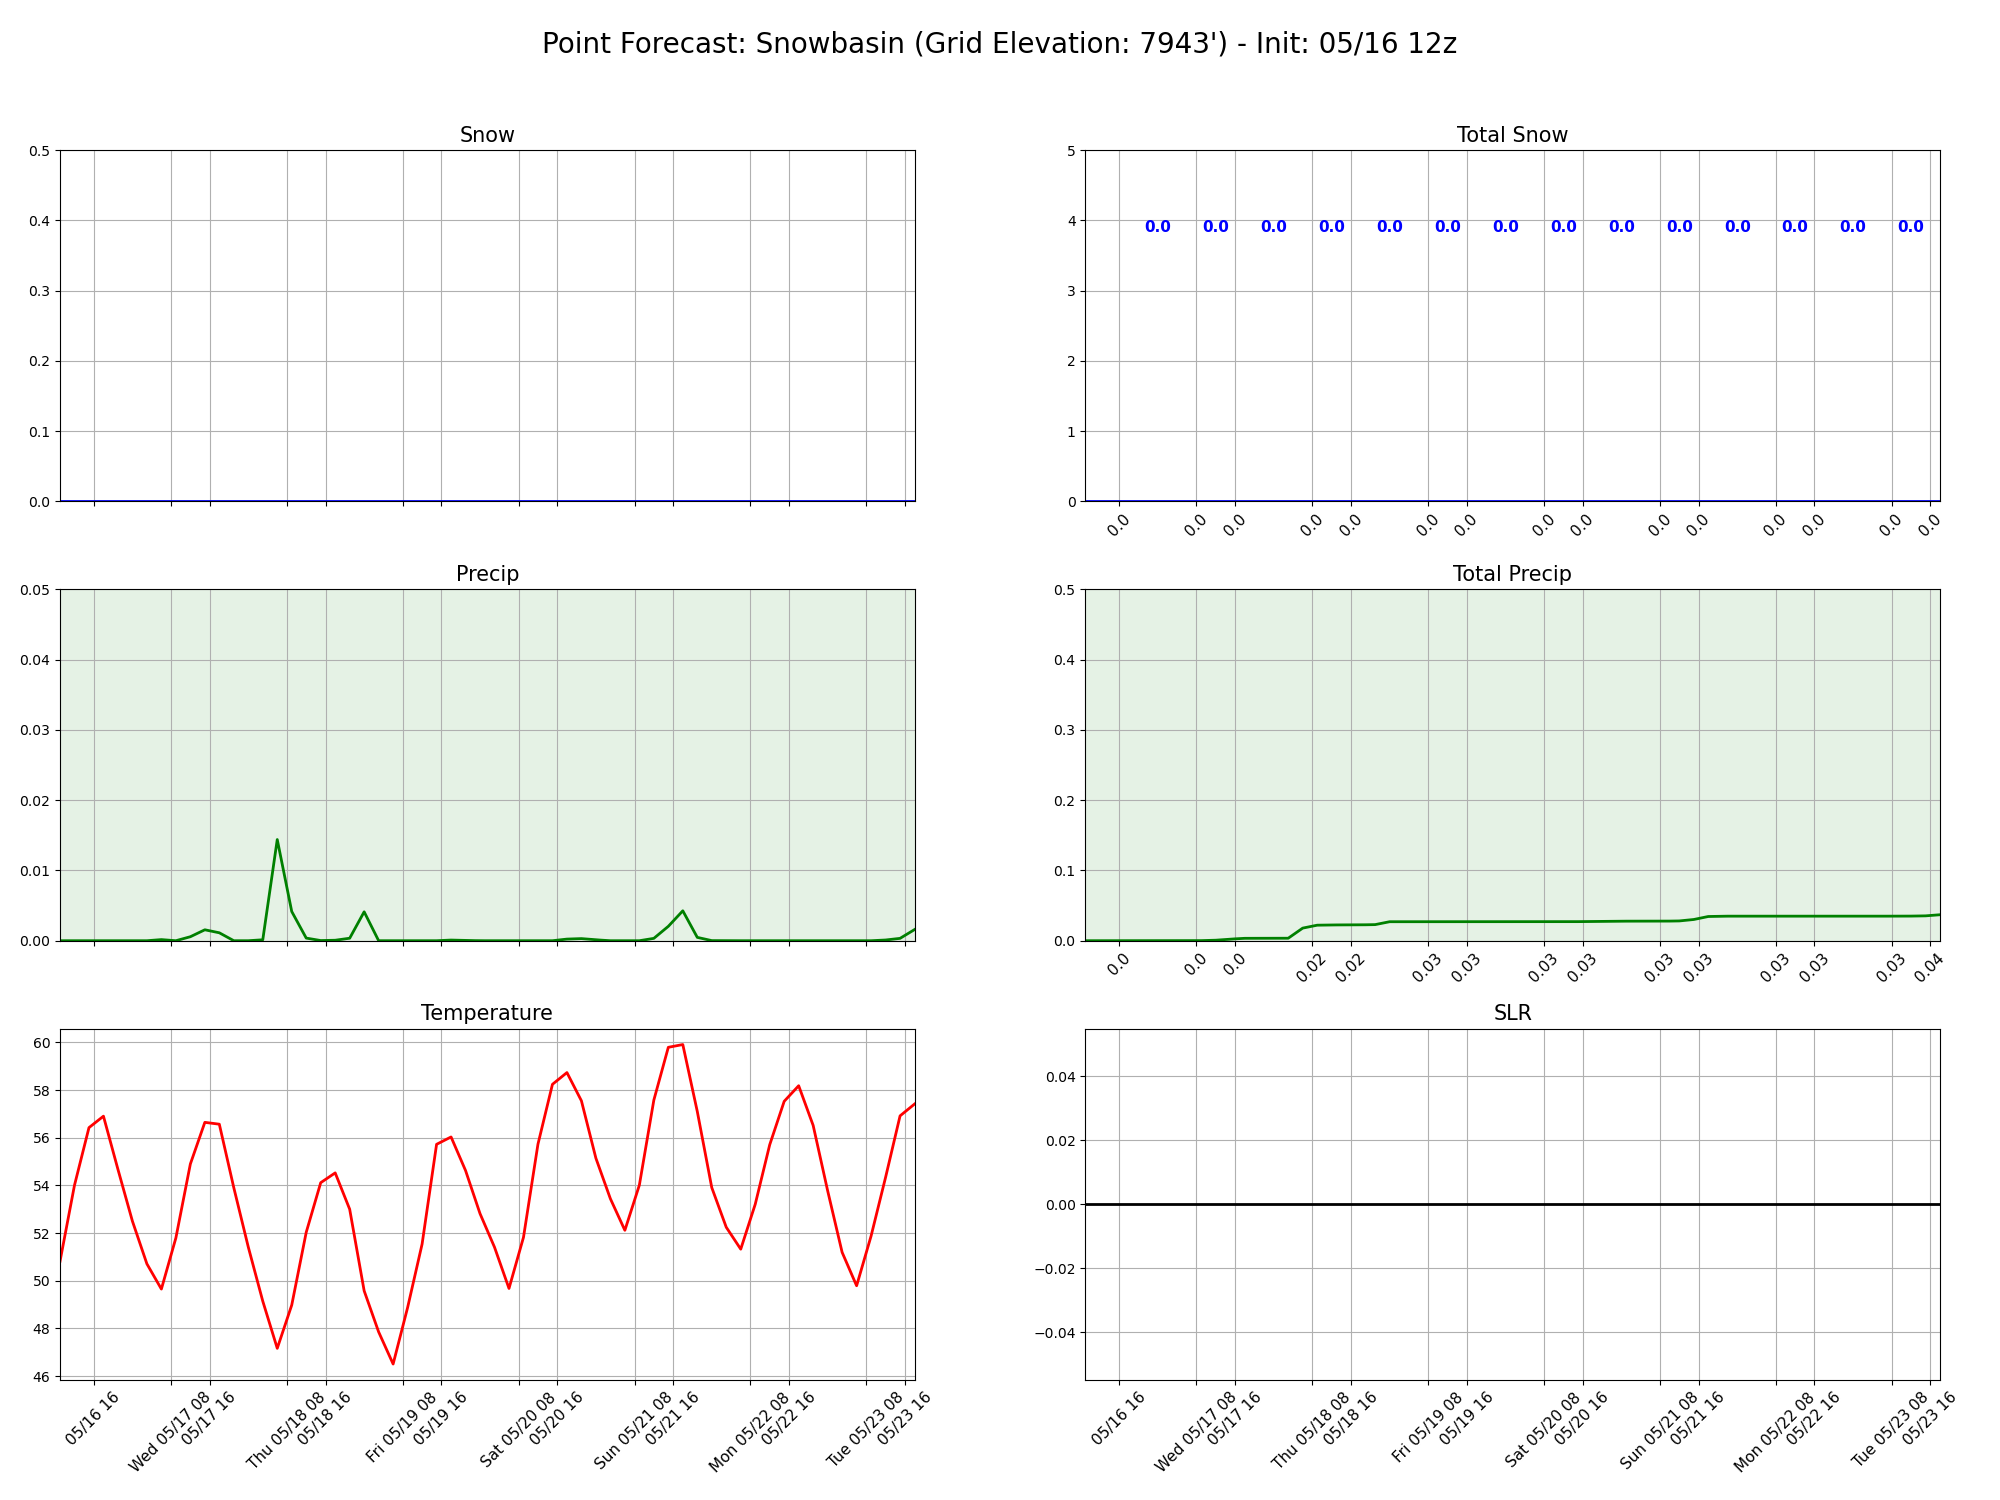 Point Forecast: Snowbasin (Grid Elevation: 7943') - Init: 05/16 12z
Snow
0.5
0.4
0.3
0.2
0.1
0.0
Total Snow
5
4
3
2
1
0
0.0 0.0 0.0 0.0 0.0 0.0 0.0 0.0 0.0 0.0 0.0 0.0 0.0 0.0
0.0 0.0 0.0 0.0 0.0 0.0 0.0 0.0 0.0 0.0 0.0 0.0 0.0 0.0 0.0
Precip
0.05
0.04
0.03
0.02
0.01
0.00
Total Precip
0.5
0.4
0.3
0.2
0.1
0.0
0.0 0.0 0.0 0.02 0.02 0.03 0.03 0.03 0.03 0.03 0.03 0.03 0.03 0.03 0.04
Temperature
60
58
56
54
52
50
48
46
05/16 16
Wed 05/17 08
05/17 16
Thu 05/18 08
05/18 16
Fri 05/19 08
05/19 16
Sat 05/20 08
05/20 16
Sun 05/21 08
05/21 16
Mon 05/22 08
05/22 16
Tue 05/23 08
05/23 16
SLR
0.04
0.02
0.00
−0.02
−0.04
05/16 16
Wed 05/17 08
05/17 16
Thu 05/18 08
05/18 16
Fri 05/19 08
05/19 16
Sat 05/20 08
05/20 16
Sun 05/21 08
05/21 16
Mon 05/22 08
05/22 16
Tue 05/23 08
05/23 16